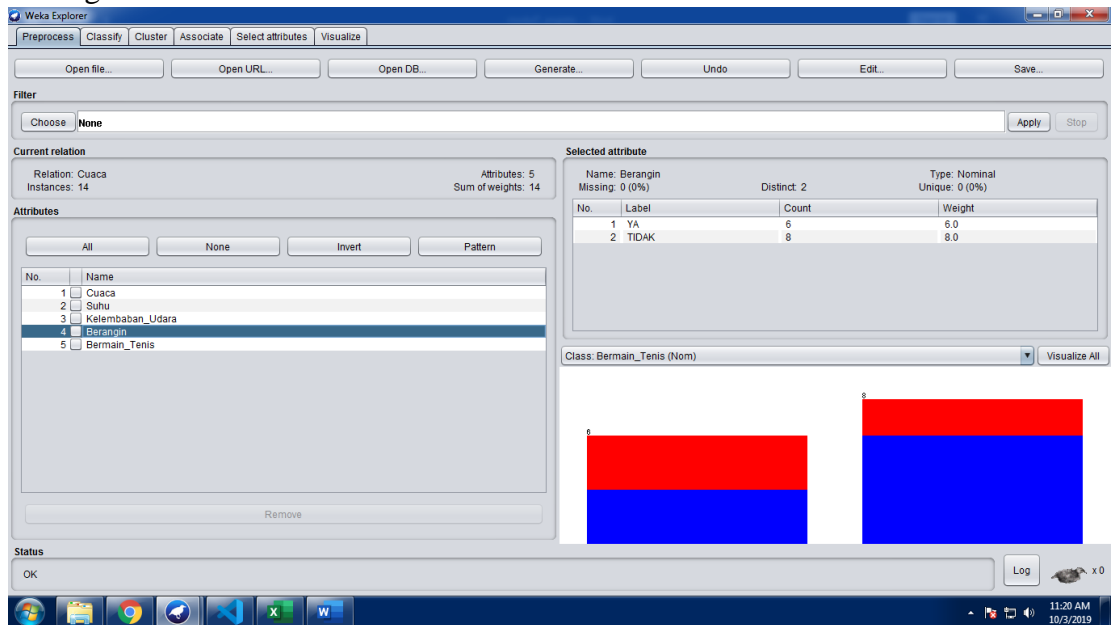 Weka Explorer
Preprocess Classify Cluster Associate Select attributes Visualize
Open file... Open URL... Open DB... Generate... Undo Edit... Save...
Filter
Choose None Apply Stop
Current relation
Relation: Cuaca Attributes: 5
Instances: 14 Sum of weights: 14
Attributes
All None Invert Pattern
No. Name
1 Cuaca
2 Suhu
3 Kelembaban_Udara
4 Berangin
5 Bermain_Tenis
Remove
Selected attribute
Name: Berangin Type: Nominal
Missing: 0 (0%) Distinct: 2 Unique: 0 (0%)
No. Label Count Weight
1 YA 6 6.0
2 TIDAK 8 8.0
Class: Bermain_Tenis (Nom) Visualize All
8
6
Status
OK Log x 0
11:20 AM
10/3/2019